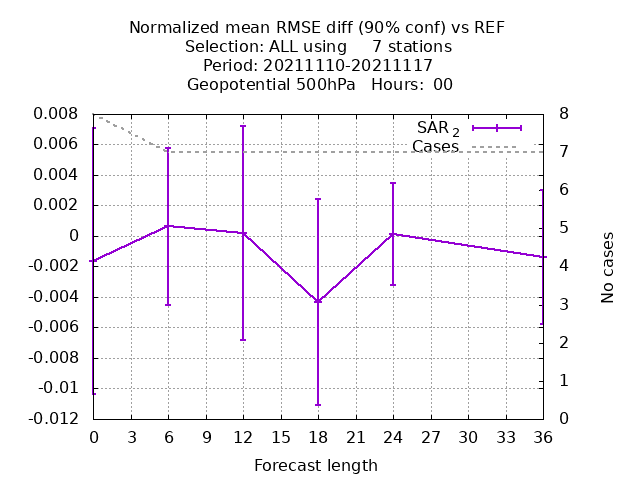 Normalized mean RMSE diff (90% conf) vs REF
Selection: ALL using     7 stations
Period: 20211110-20211117
Geopotential 500hPa   Hours:  00
SAR 2
Cases
0.008
0.006
0.004
0.002
0
-0.002
-0.004
-0.006
-0.008
-0.01
-0.012
8
7
6
5
4
3
2
1
0
No cases
0 3 6 9 12 15 18 21 24 27 30 33 36
Forecast length